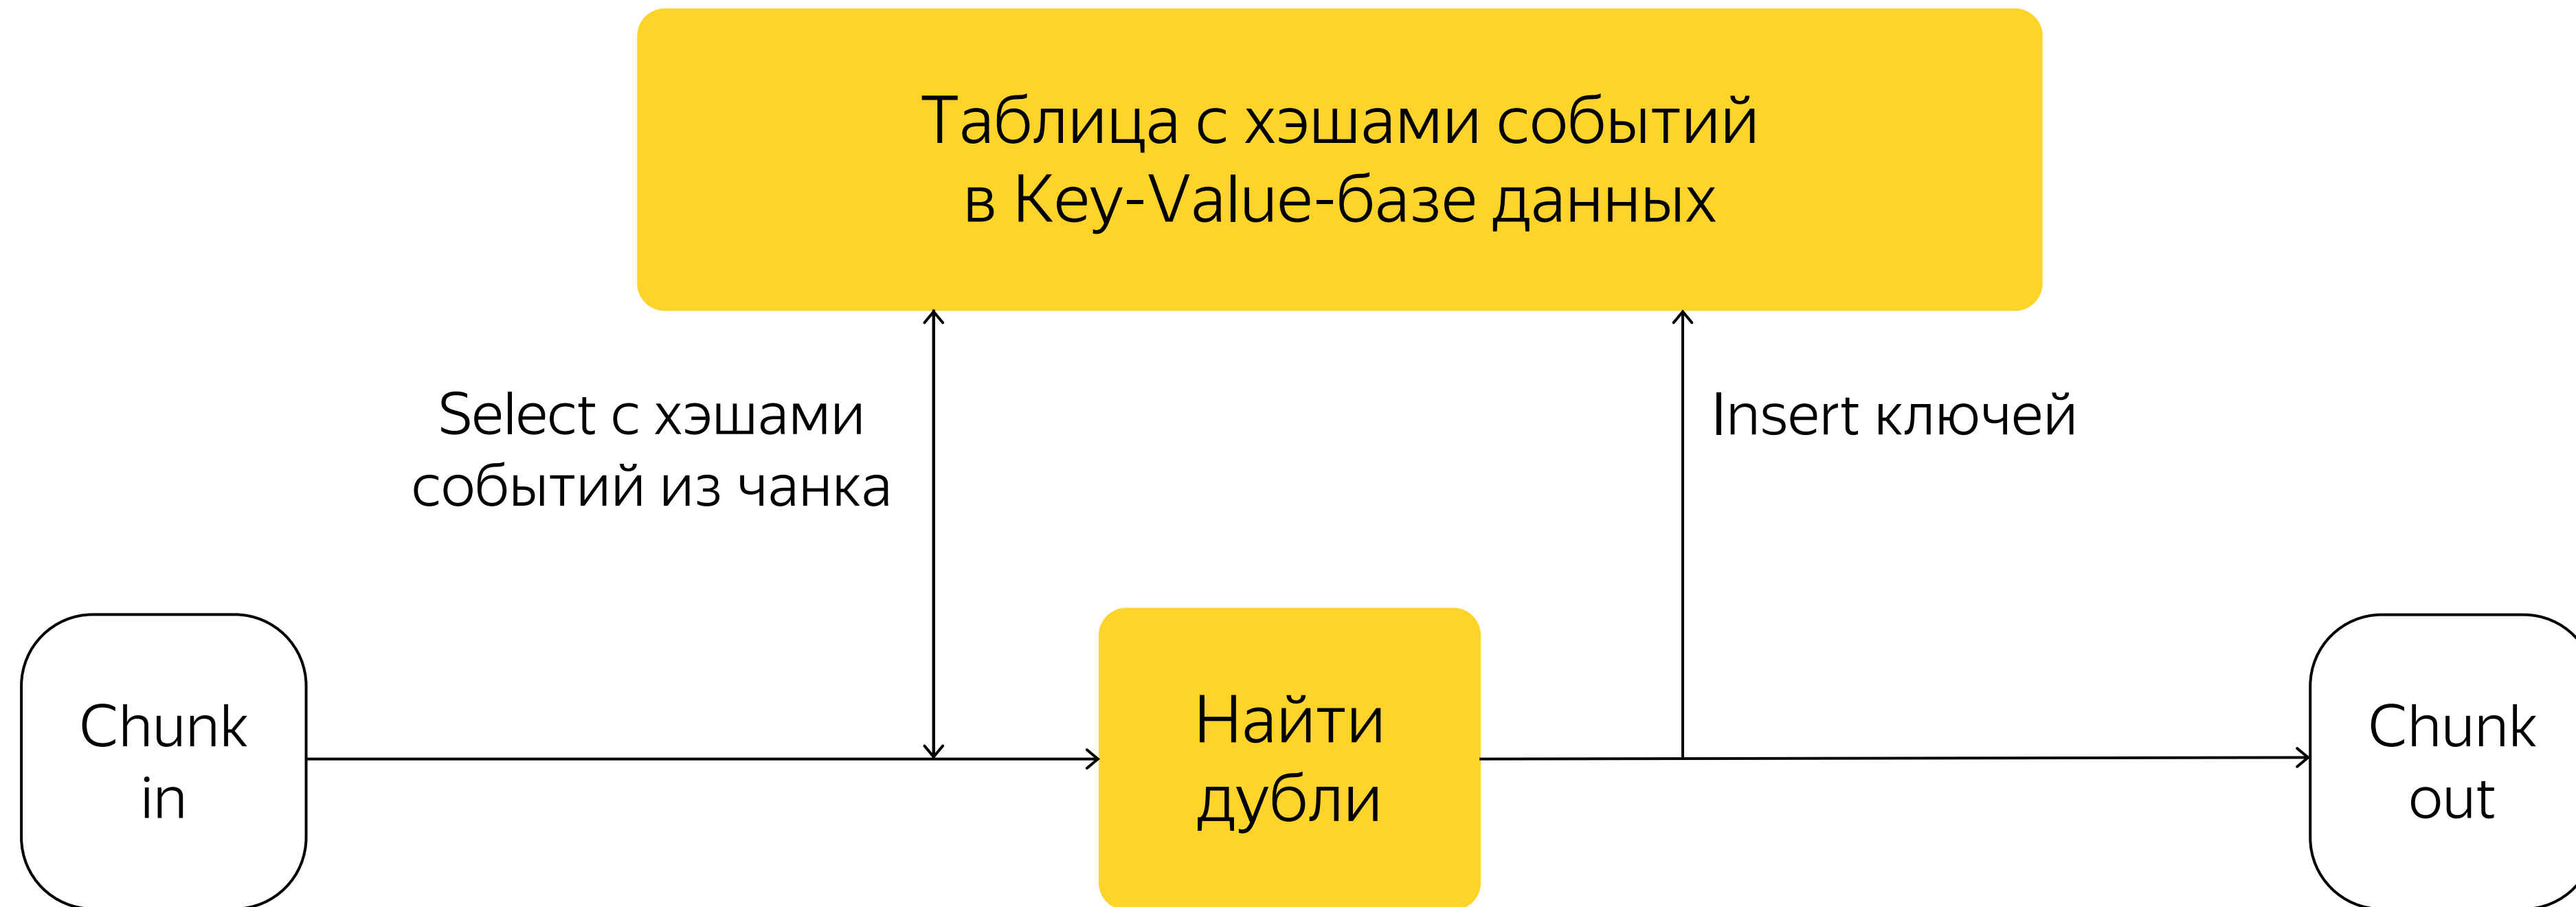 Таблица с хэшами событий
в Key-Value-базе данных
Select с хэшами
событий из чанка
Insert ключей
Chunk
in
Найти
дубли
Chunk
out